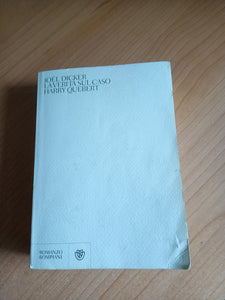 JOËL DICKER
LA VERITÀ SUL CASO
HARRY QUEBERT
ROMANZO
BOMPIANI